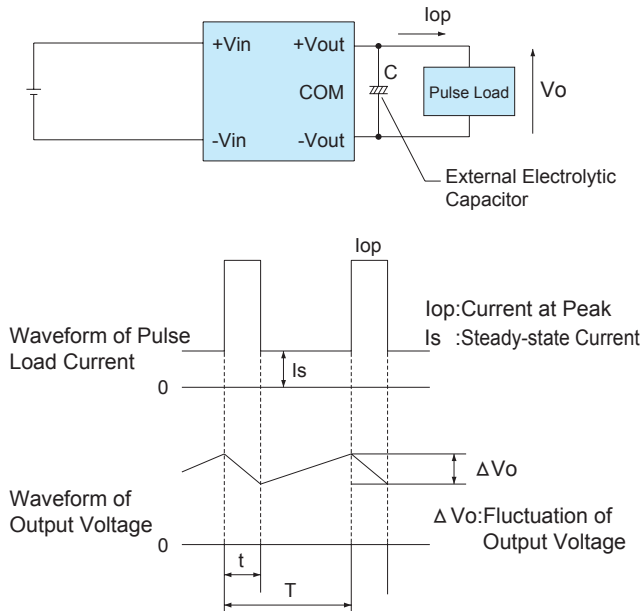 Iop
+Vin
+Vout
COM
C
Pulse Load
Vo
-Vin
-Vout
External Electrolytic
Capacitor
Iop
Iop:Current at Peak
Is :Steady-state Current
Waveform of Pulse
Load Current
Is
0
ΔVo
Waveform of
Output Voltage
ΔVo:Fluctuation of
Output Voltage
0
t
T